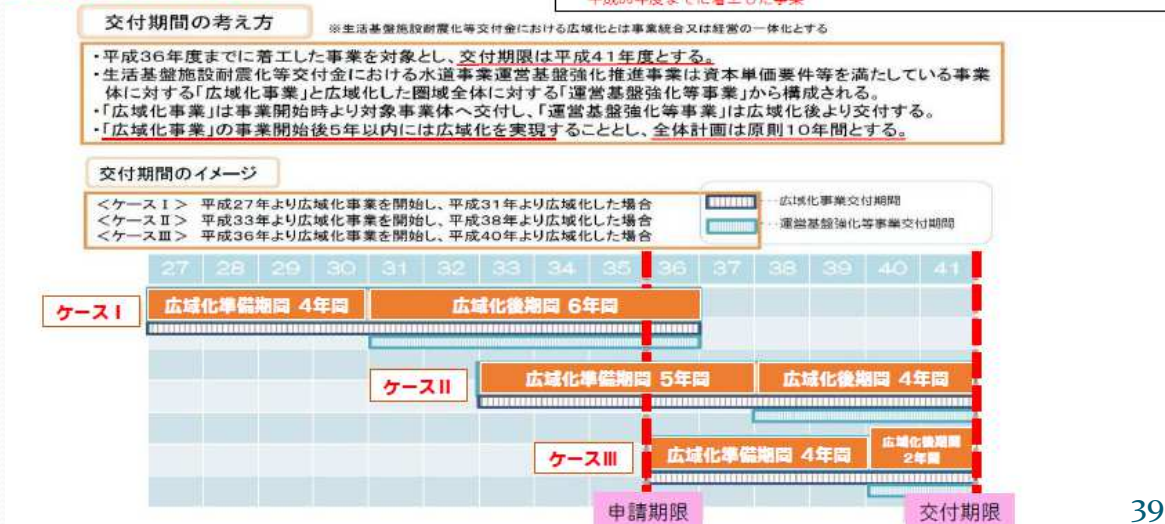 交付期間の考え方
※生活基盤施設耐震化等交付金における広域化とは事業統合又は経営の一体化とする
・平成36年度までに着工した事業を対象とし、交付期限は平成41年度とする。
・生活基盤施設耐震化等交付金における水道事業運営基盤強化推進事業は資本単価要件等を満たしている事業
体に対する「広域化事業」と広域化した圏域全体に対する「運営基盤強化等事業」から構成される。
・「広域化事業」は事業開始時より対象事業体へ交付し、「運営基盤強化等事業」は広域化後より交付する。
・「広域化事業」の事業開始後5年以内には広域化を実現することとし、全体計画は原則10年間とする。
交付期間のイメージ
＜ケースⅠ＞ 平成27年より広域化事業を開始し、平成31年より広域化した場合
＜ケースⅡ＞ 平成33年より広域化事業を開始し、平成38年より広域化した場合
＜ケースⅢ＞ 平成36年より広域化事業を開始し、平成40年より広域化した場合
・・・広域化事業交付期間
・・・運営基盤強化等事業交付期間
27 28 29 30 31 32 33 34 35 36 37 38 39 40 41
ケースⅠ 広域化準備期間 4年間 広域化後期間 6年間
ケースⅡ 広域化準備期間 5年間 広域化後期間 4年間
ケースⅢ 広域化準備期間 4年間 広域化後期間
2年間
申請期限 交付期限
39